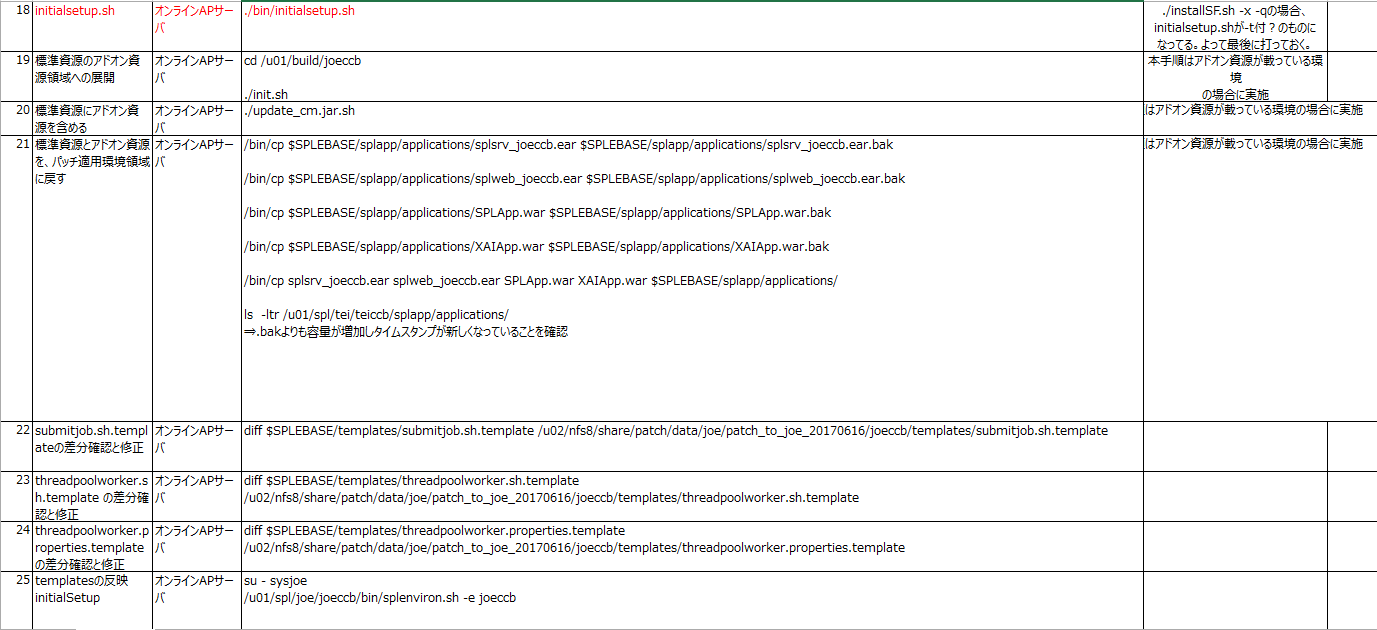 18 initialsetup.sh オンラインAPサーバ ./bin/initialsetup.sh ./installSF.sh -x -qの場合、
initialsetup.shが-t付？のものに
なってる。よって最後に打っておく。
19 標準資源のアドオン資源領域への展開 オンラインAPサーバ cd /u01/build/joeccb
./init.sh
本手順はアドオン資源が載っている環境
の場合に実施
20 標準資源にアドオン資源を含める オンラインAPサーバ ./update_cm.jar.sh はアドオン資源が載っている環境の場合に実施
21 標準資源とアドオン資源を、パッチ適用環境領域に戻す オンラインAPサーバ /bin/cp $SPLEBASE/splapp/applications/splsrv_joeccb.ear $SPLEBASE/splapp/applications/splsrv_joeccb.ear.bak はアドオン資源が載っている環境の場合に実施
/bin/cp $SPLEBASE/splapp/applications/splweb_joeccb.ear $SPLEBASE/splapp/applications/splweb_joeccb.ear.bak
/bin/cp $SPLEBASE/splapp/applications/SPLApp.war $SPLEBASE/splapp/applications/SPLApp.war.bak
/bin/cp $SPLEBASE/splapp/applications/XAIApp.war $SPLEBASE/splapp/applications/XAIApp.war.bak
/bin/cp splsrv_joeccb.ear splweb_joeccb.ear SPLApp.war XAIApp.war $SPLEBASE/splapp/applications/
ls  -ltr /u01/spl/tei/teiccb/splapp/applications/
⇒.bakよりも容量が増加しタイムスタンプが新しくなっていることを確認
22 submitjob.sh.templateの差分確認と修正 オンラインAPサーバ diff $SPLEBASE/templates/submitjob.sh.template /u02/nfs8/share/patch/data/joe/patch_to_joe_20170616/joeccb/templates/submitjob.sh.template
23 threadpoolworker.sh.template の差分確認と修正 オンラインAPサーバ diff $SPLEBASE/templates/threadpoolworker.sh.template
/u02/nfs8/share/patch/data/joe/patch_to_joe_20170616/joeccb/templates/threadpoolworker.sh.template
24 threadpoolworker.properties.template の差分確認と修正 オンラインAPサーバ diff $SPLEBASE/templates/threadpoolworker.properties.template
/u02/nfs8/share/patch/data/joe/patch_to_joe_20170616/joeccb/templates/threadpoolworker.properties.template
25 templatesの反映 オンラインAPサーバ su - sysjoe
initialSetup /u01/spl/joe/joeccb/bin/splenviron.sh -e joeccb